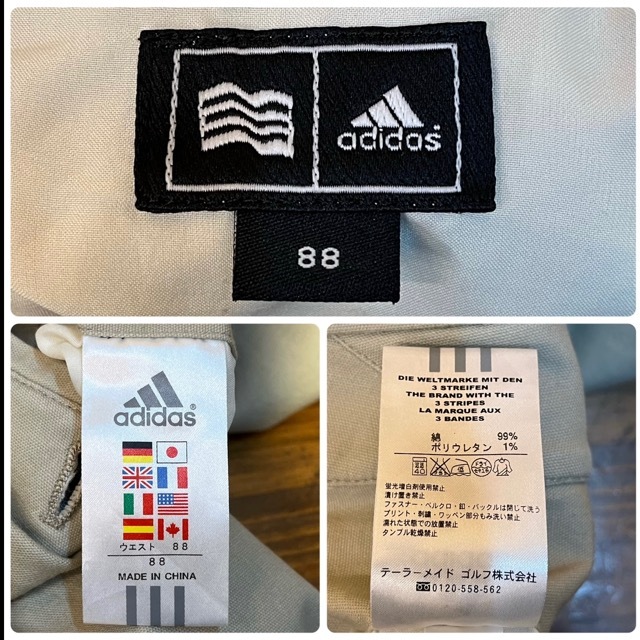 adidas
88
adidas
ウエスト 88
88
MADE IN CHINA
DIE WELTMARKE MIT DEN
3 STREIFEN
THE BRAND WITH THE
3 STRIPES
LA MARQUE AUX
3 BANDES
綿 99%
ポリウレタン 1%
蛍光増白剤使用禁止
漬け置き禁止
ファスナー・ベルクロ・釦・バックルは閉じて洗う
プリント・刺繍・ワッペン部分もみ洗い禁止
濡れた状態での放置禁止
タンブル乾燥禁止
テーラーメイド ゴルフ株式会社
0120-558-562